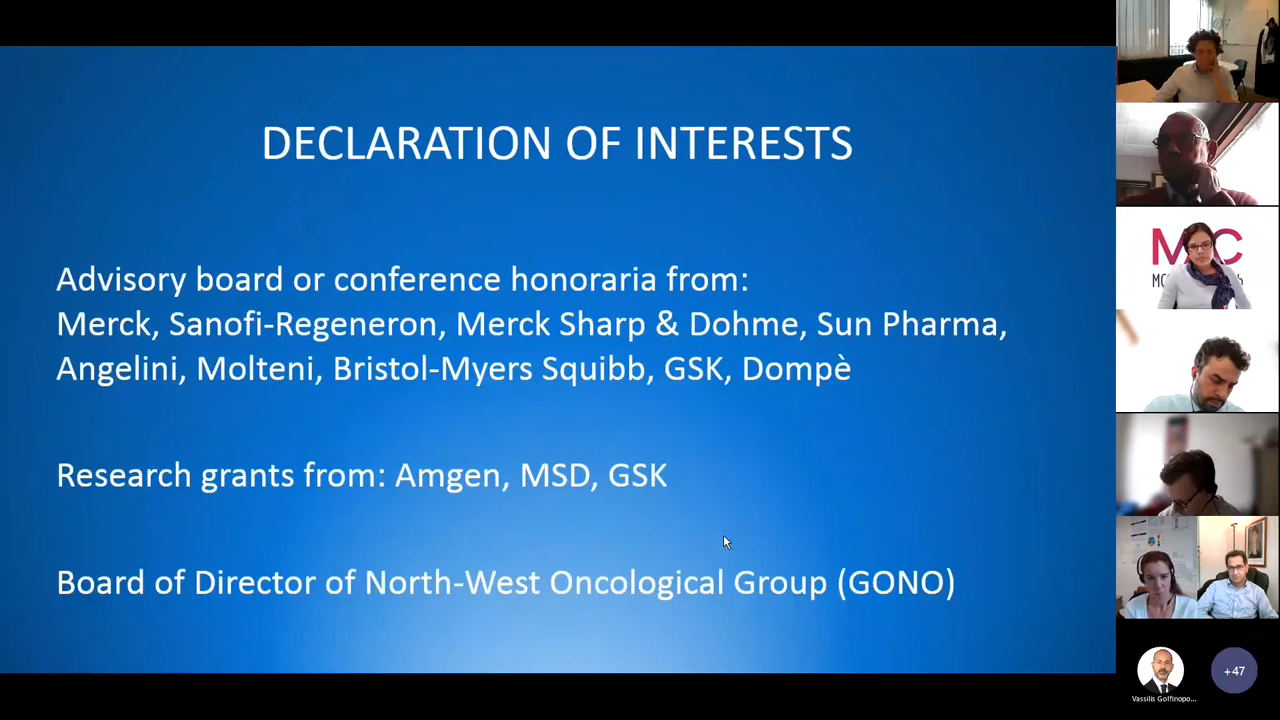 DECLARATION OF INTERESTS
Advisory board or conference honoraria from:
Merck, Sanofi-Regeneron, Merck Sharp & Dohme, Sun Pharma,
Angelini, Molteni, Bristol-Myers Squibb, GSK, Dompè
Research grants from: Amgen, MSD, GSK
Board of Director of North-West Oncological Group (GONO)
Vassilis Golfinopo...
+47